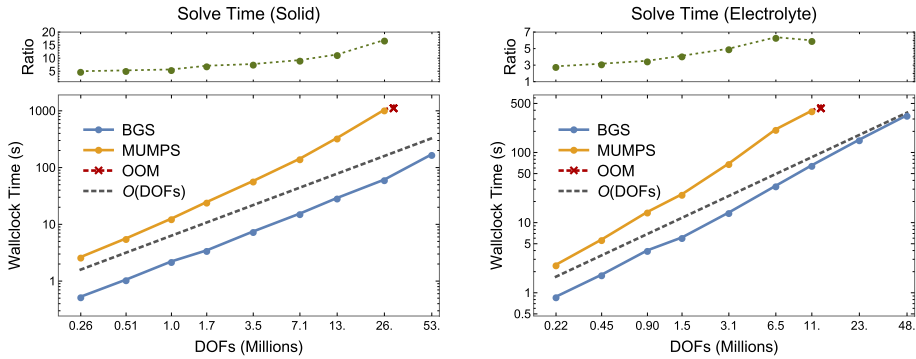 Solve Time (Solid)
Ratio
20
15
10
5
Wallclock Time (s)
1000
100
10
1
BGS
MUMPS
OOM
O(DOFs)
0.26 0.51 1.0 1.7 3.5 7.1 13. 26. 53.
DOFs (Millions)
Solve Time (Electrolyte)
Ratio
7
5
3
1
Wallclock Time (s)
500
100
50
10
5
1
0.5
BGS
MUMPS
OOM
O(DOFs)
0.22 0.45 0.90 1.5 3.1 6.5 11. 23. 48.
DOFs (Millions)